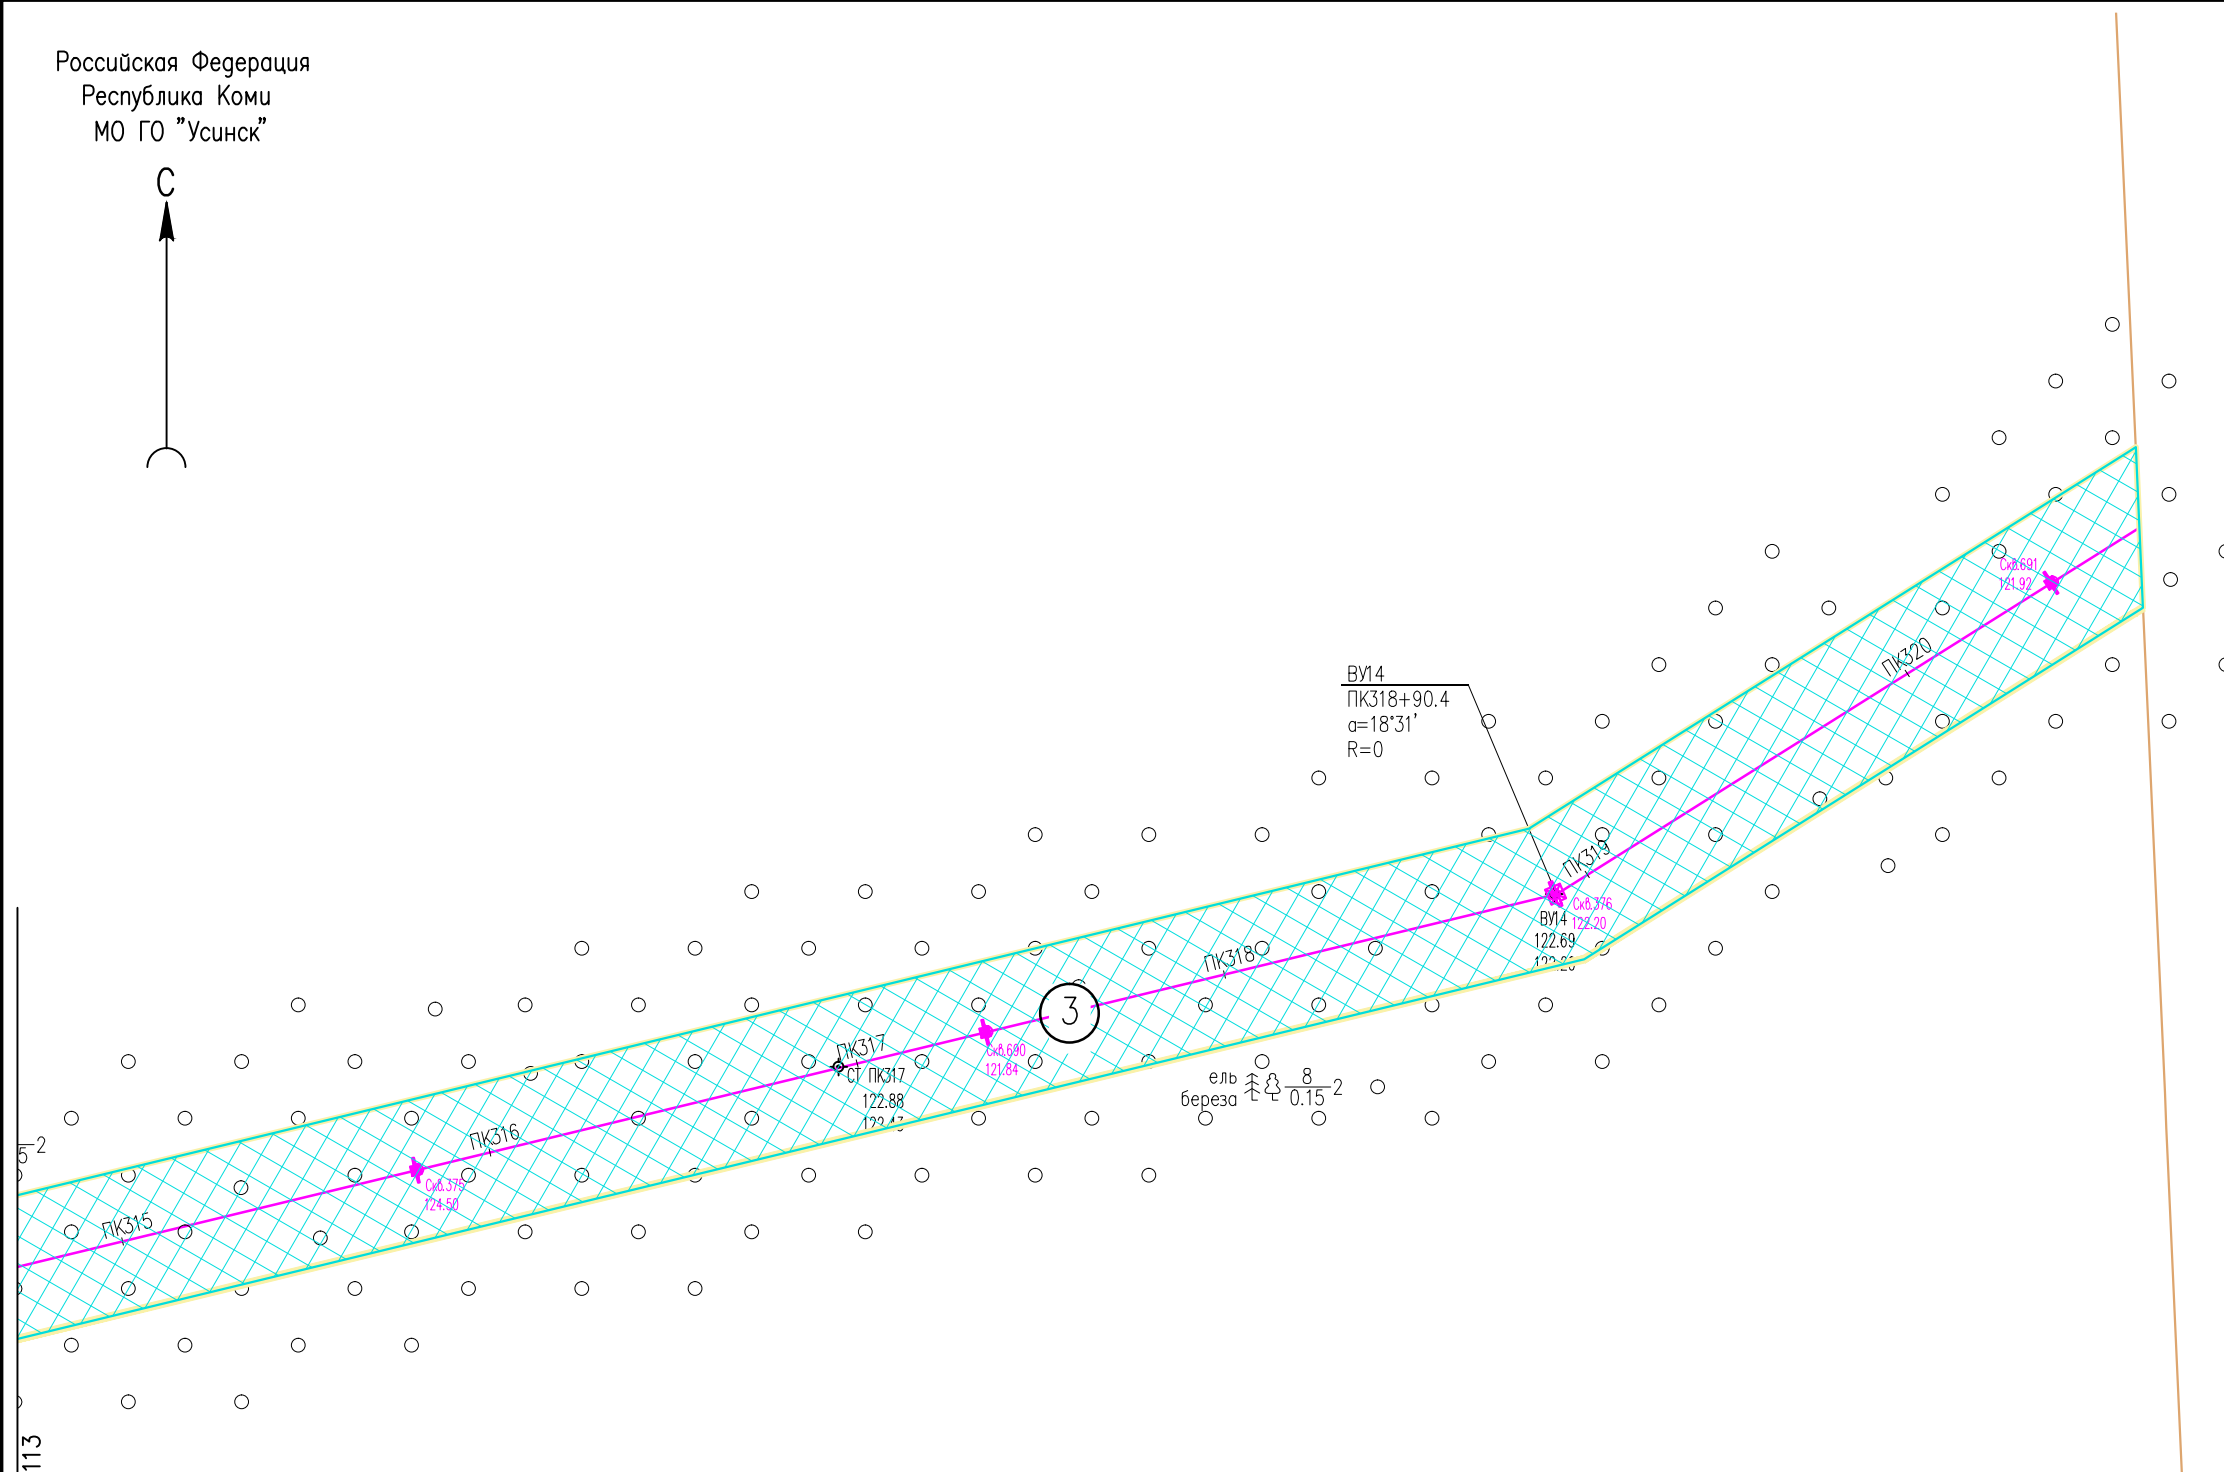 Российская Федерация
Республика Коми
МО ГО "Усинск"
С
Скв.691
121.92
ПК320
ВУ14
ПК318+90.4
а=18°31'
R=0
ПК319
Скв.376
122.20
ВУ14
122.69
ПК318
3
ПК317
СТ ПК317
122.88
Скв.690
121.84
ель
береза
8
0.15
2
ПК316
Скв.375
124.50
5 2
ПК315
113